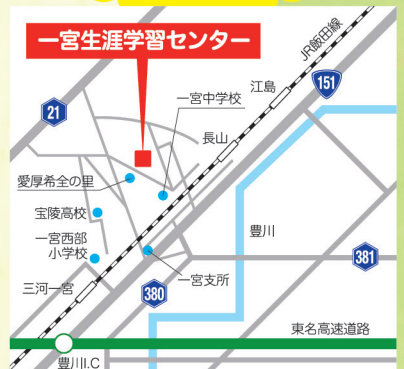 一宮生涯学習センター
JR飯田線
151
江島
一宮中学校
21
長山
愛厚希全の里
宝陵高校
一宮西部
小学校
豊川
381
一宮支所
三河一宮
380
東名高速道路
豊川I.C